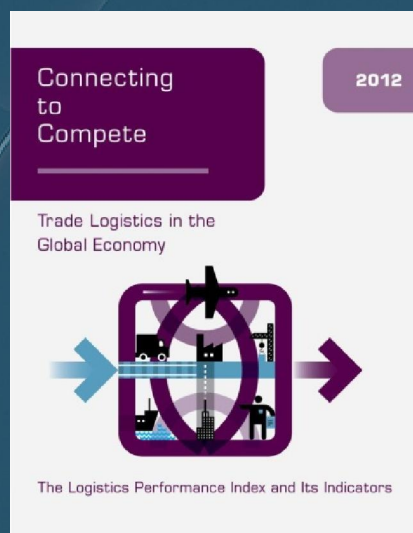 Connecting
to
Compete
2012
Trade Logistics in the
Global Economy
The Logistics Performance Index and Its Indicators